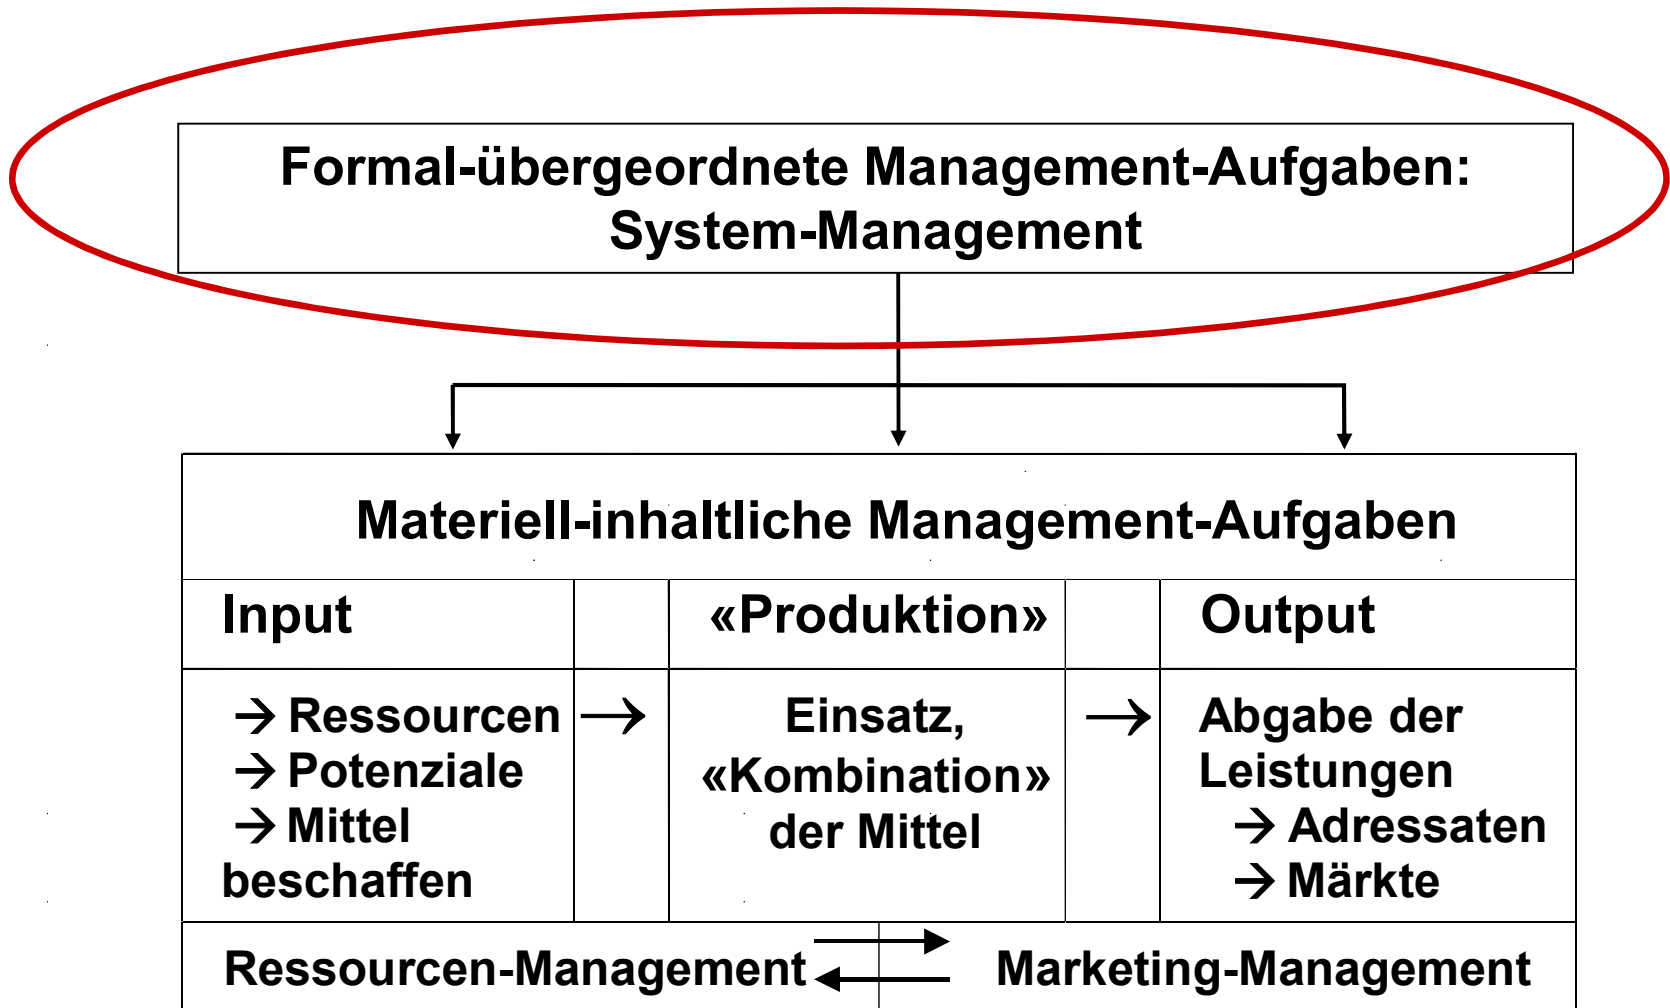 Formal-übergeordnete Management-Aufgaben:
System-Management
Materiell-inhaltliche Management-Aufgaben
Input
«Produktion»
Output
→ Ressourcen
→ Potenziale
→ Mittel
beschaffen
→
Einsatz,
«Kombination»
der Mittel
→
Abgabe der
Leistungen
→ Adressaten
→ Märkte
Ressourcen-Management
Marketing-Management